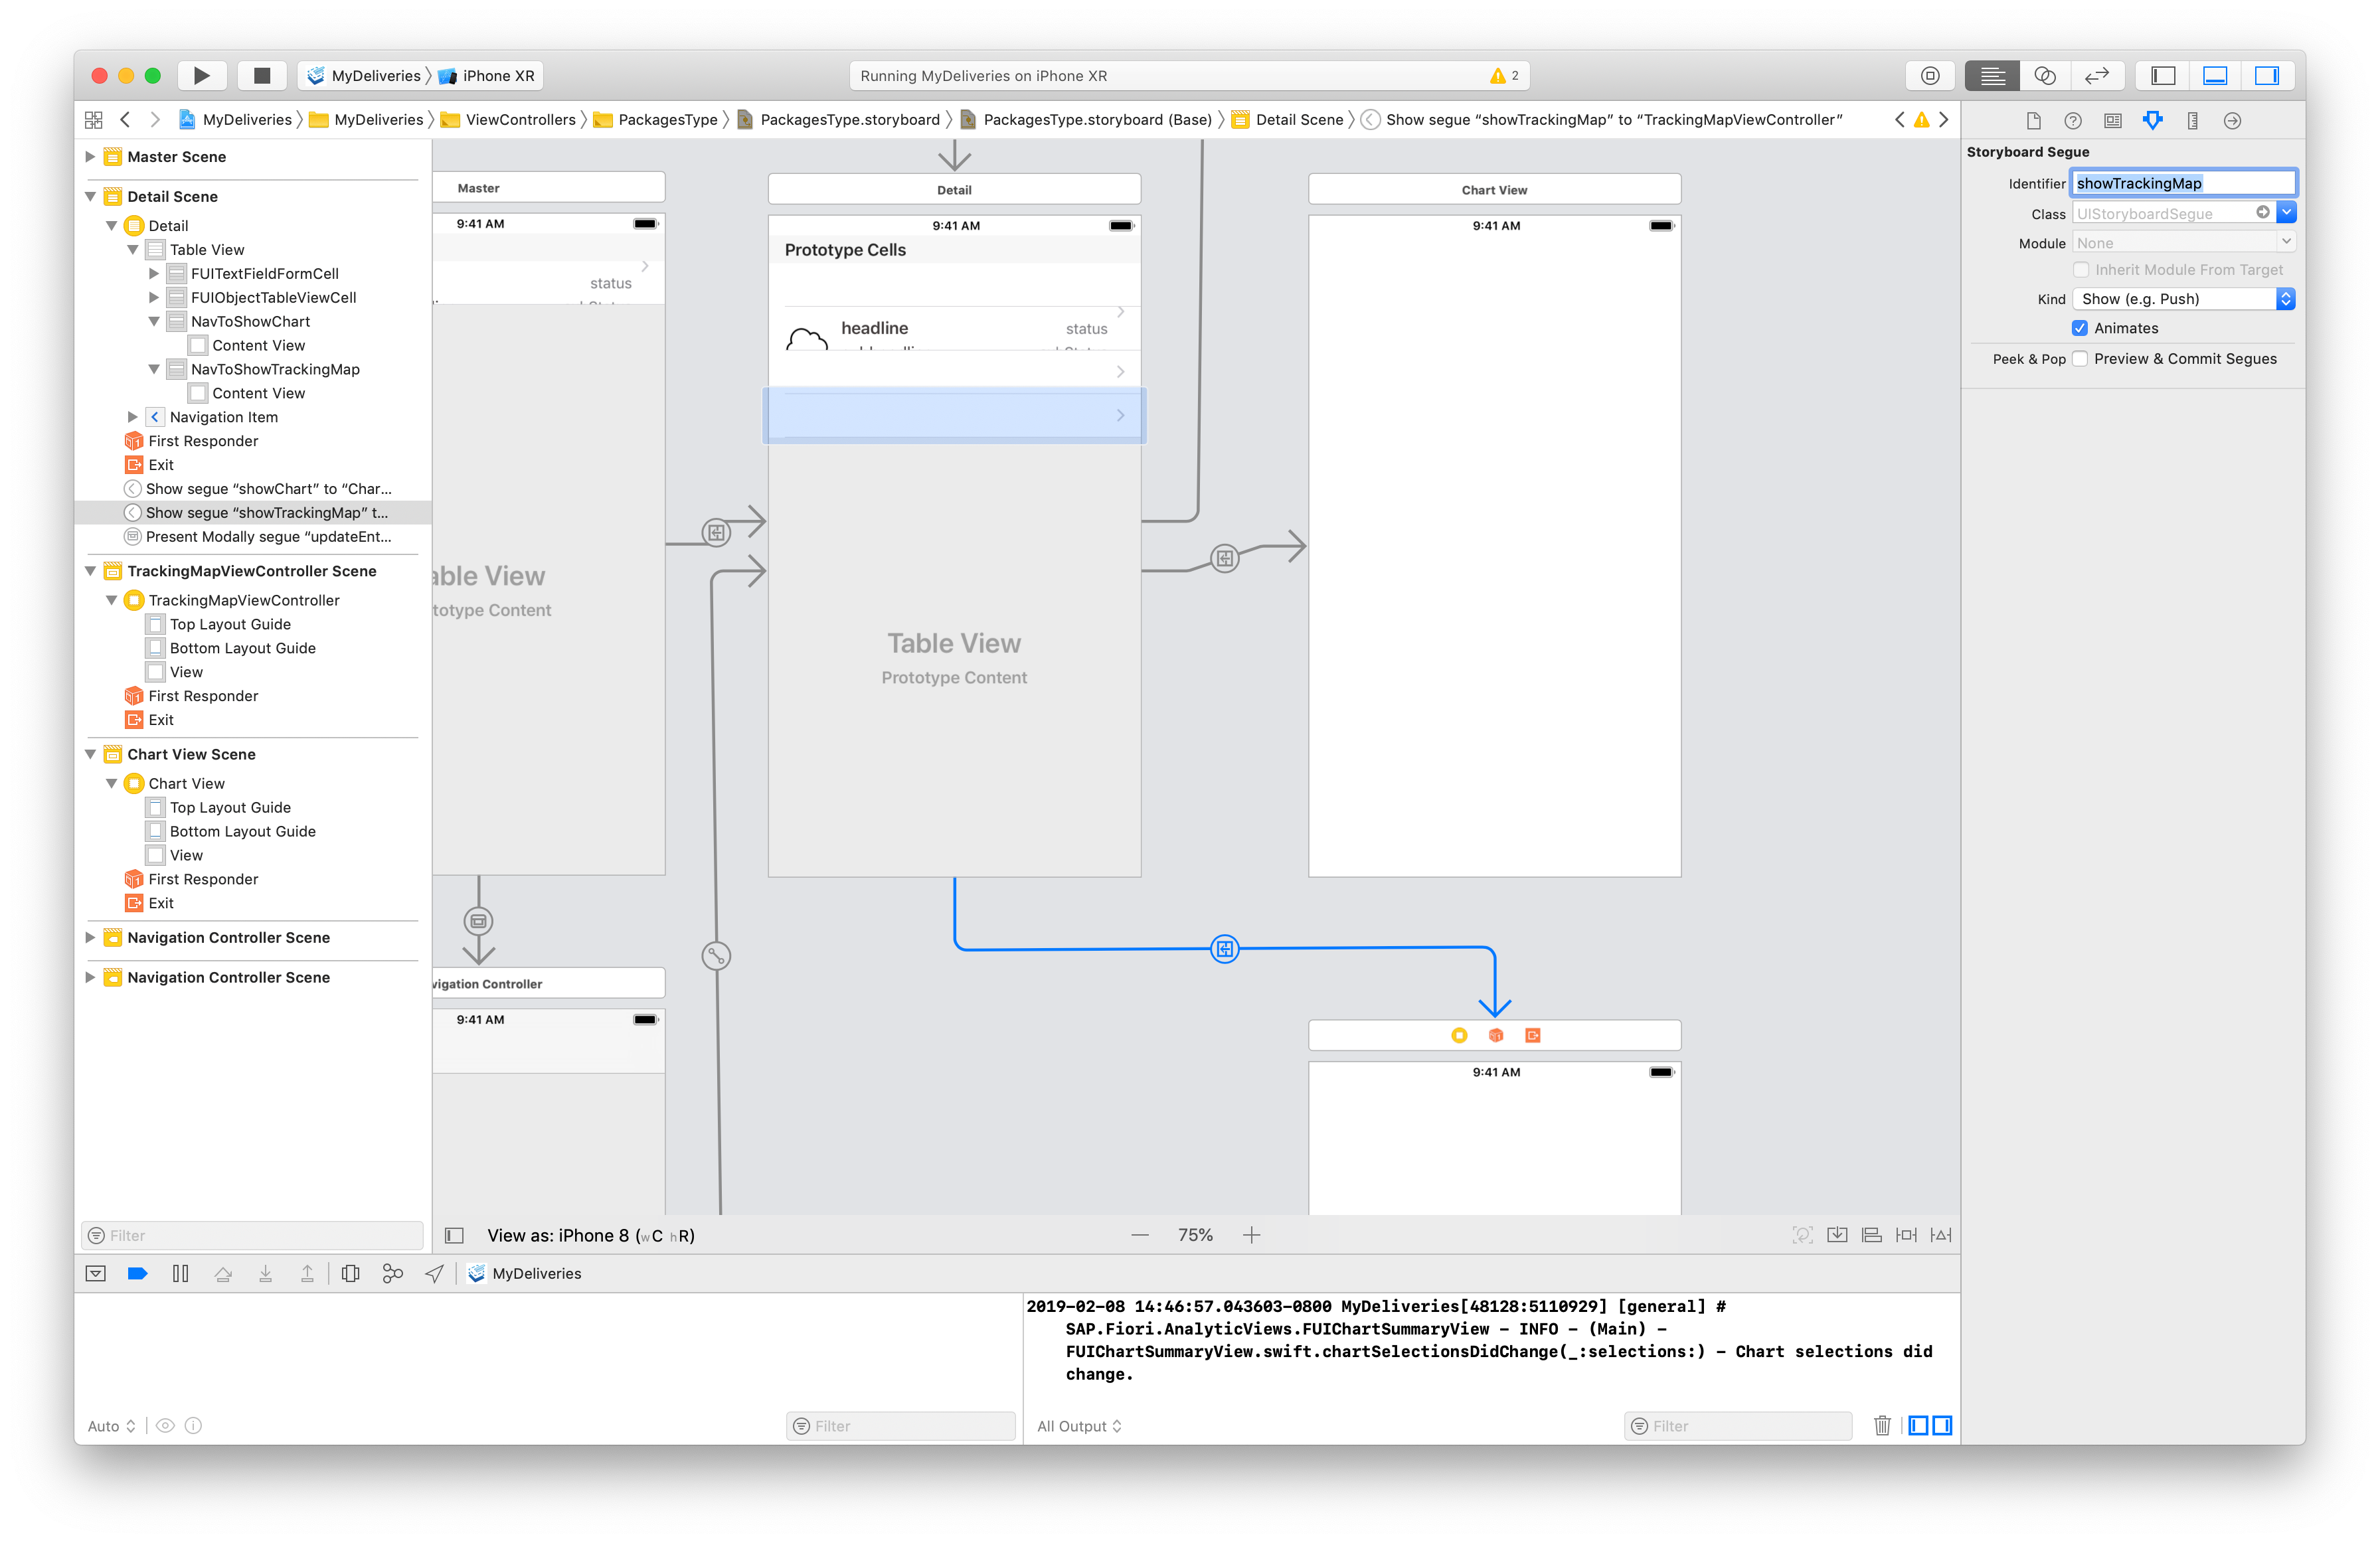 MyDeliveries
iPhone XR
Running MyDeliveries on iPhone XR
2
MyDeliveries
MyDeliveries
ViewControllers
PackagesType
PackagesType.storyboard
PackagesType.storyboard (Base)
Detail Scene
Show segue “showTrackingMap” to “TrackingMapViewController”
Master Scene
Detail Scene
Detail
Table View
FUITextFieldFormCell
FUIObjectTableViewCell
NavToShowChart
Content View
NavToShowTrackingMap
Content View
Navigation Item
First Responder
Exit
Show segue “showChart” to “Char...
Show segue “showTrackingMap” t...
Present Modally segue “updateEnt...
TrackingMapViewController Scene
TrackingMapViewController
Top Layout Guide
Bottom Layout Guide
View
First Responder
Exit
Chart View Scene
Chart View
Top Layout Guide
Bottom Layout Guide
View
First Responder
Exit
Navigation Controller Scene
Navigation Controller Scene
Filter
Master
9:41 AM
status
able View
totype Content
vigation Controller
9:41 AM
Detail
9:41 AM
Prototype Cells
headline
status
Table View
Prototype Content
Chart View
9:41 AM
9:41 AM
View as: iPhone 8 (wC hR)
75%
Storyboard Segue
Identifier showTrackingMap
Class UIStoryboardSegue
Module None
Inherit Module From Target
Kind Show (e.g. Push)
Animates
Peek & Pop Preview & Commit Segues
MyDeliveries
2019-02-08 14:46:57.043603-0800 MyDeliveries[48128:5110929] [general] #
SAP.Fiori.AnalyticViews.FUIChartSummaryView - INFO - (Main) -
FUIChartSummaryView.swift.chartSelectionsDidChange(_:selections:) - Chart selections did
change.
Auto
Filter
All Output
Filter